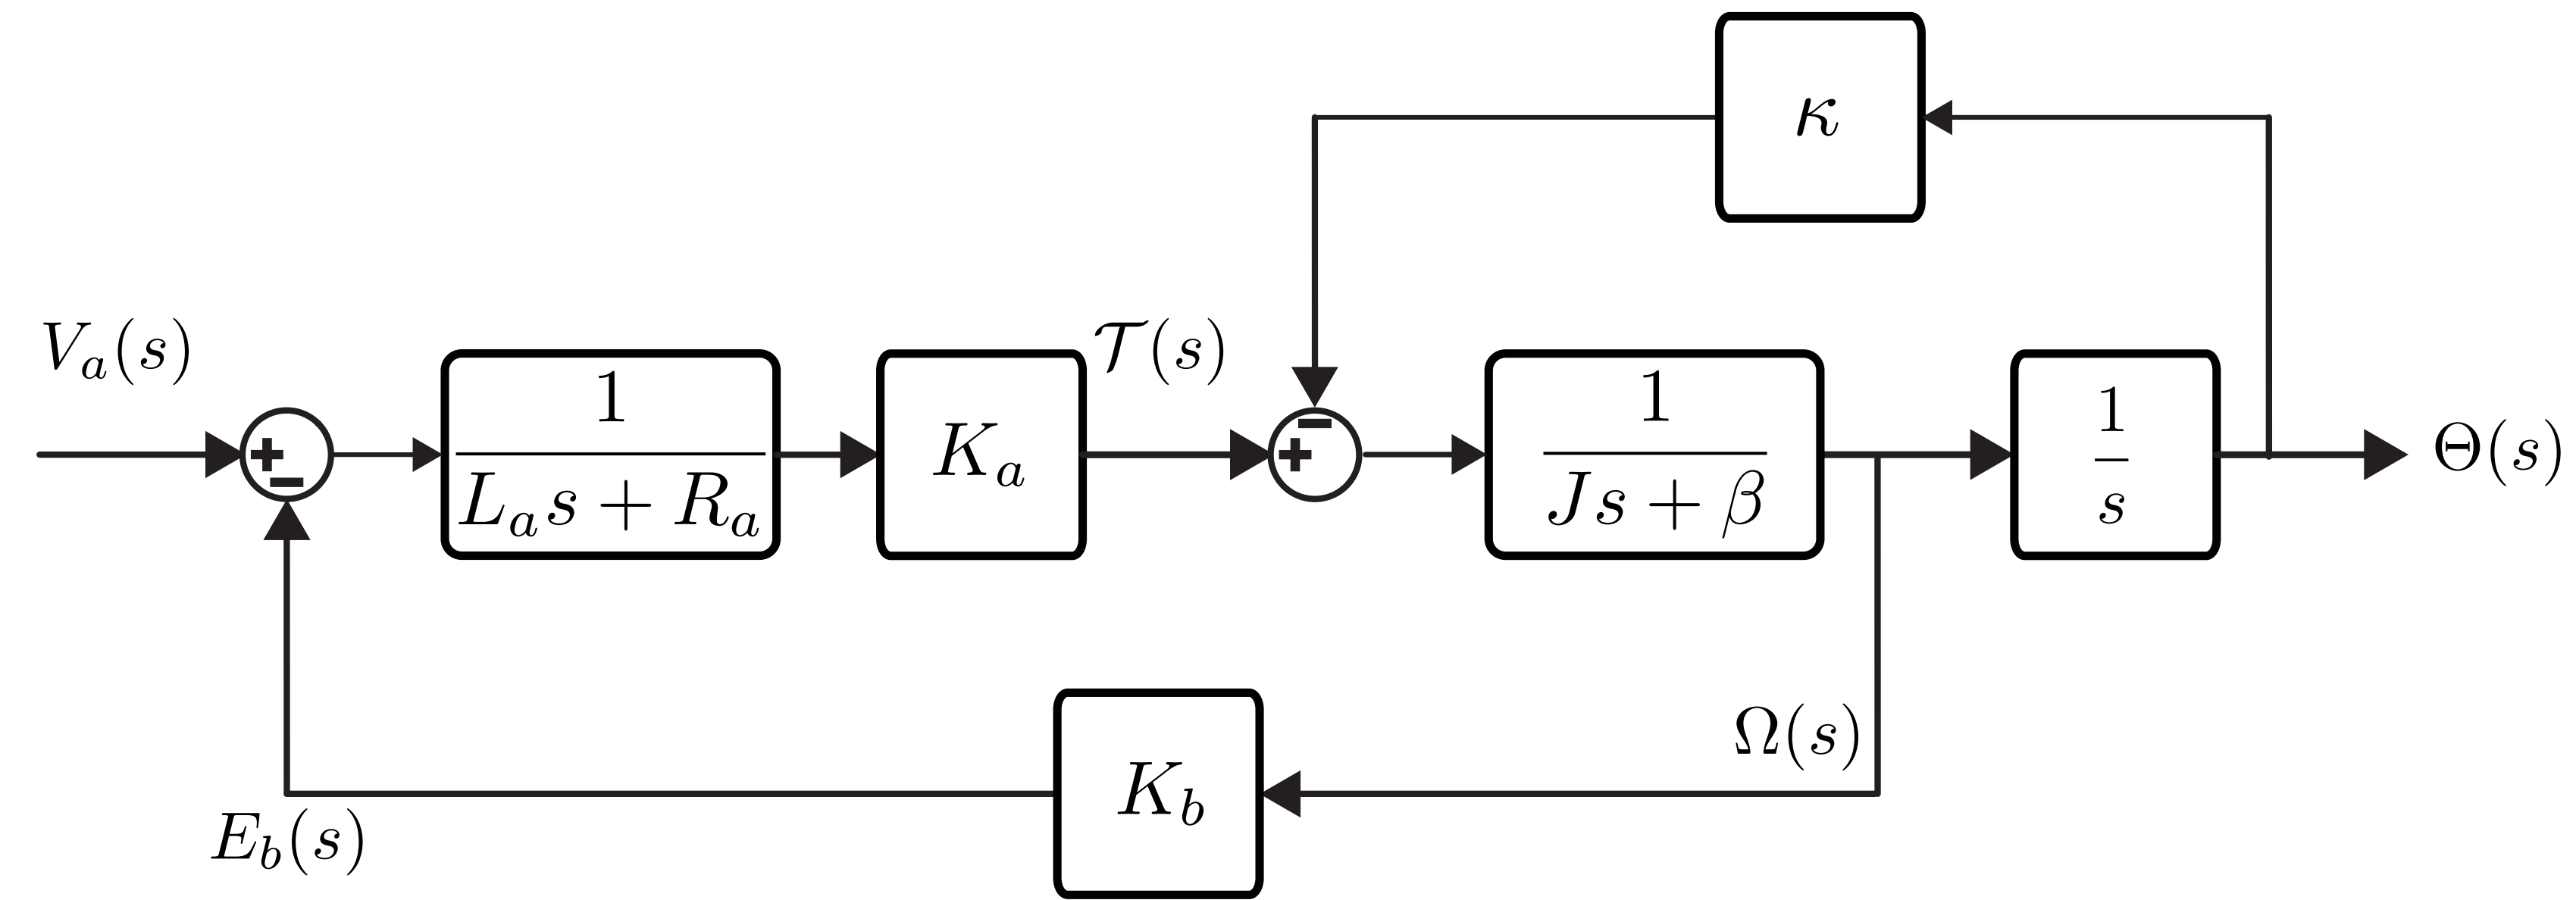 κ
V_a(s)
+
−
1
L_a s + R_a
K_a
𝒯(s)
−
+
1
Js + β
1
s
Θ(s)
Ω(s)
K_b
E_b(s)